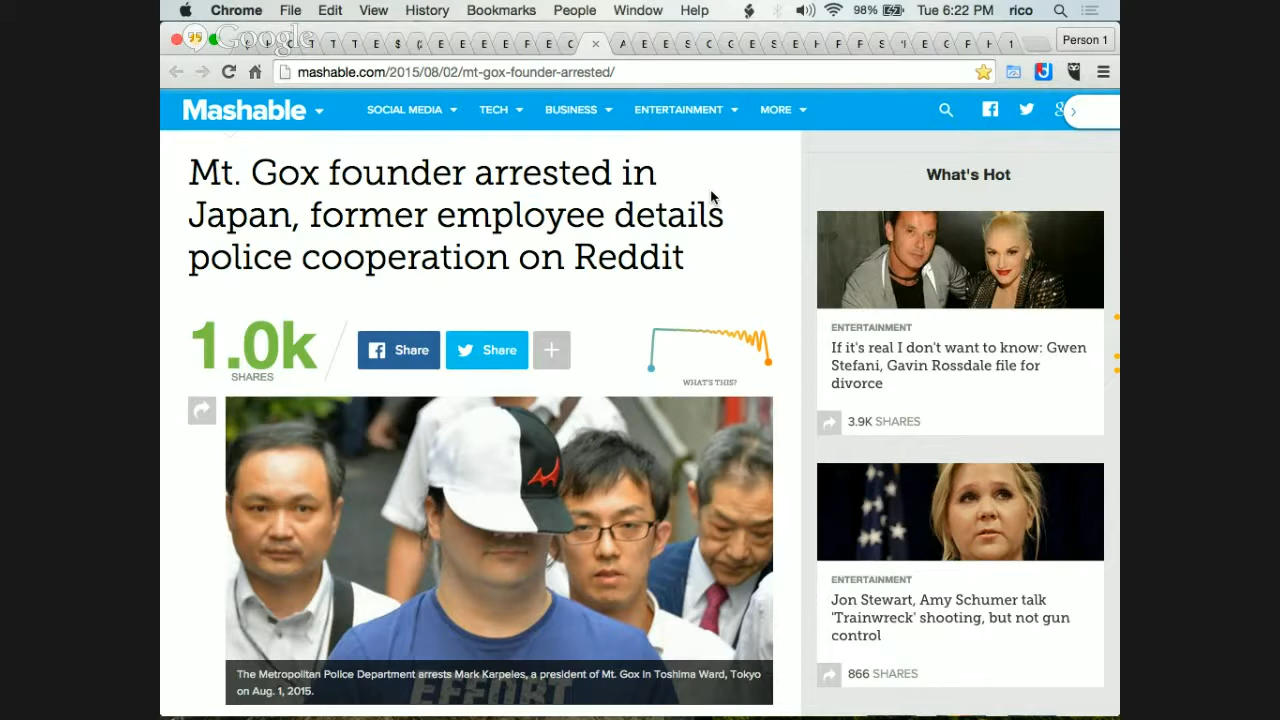 Chrome File Edit View History Bookmarks People Window Help 98% Tue 6:22 PM rico
Google
T T E S E E E E F E C × A E E S C C E S E H F F S E G F H 1 Person 1
mashable.com/2015/08/02/mt-gox-founder-arrested/
Mashable SOCIAL MEDIA TECH BUSINESS ENTERTAINMENT MORE
Mt. Gox founder arrested in
Japan, former employee details
police cooperation on Reddit
1.0k
SHARES
Share
Share
+
WHAT'S THIS?
The Metropolitan Police Department arrests Mark Karpeles, a president of Mt. Gox in Toshima Ward, Tokyo
on Aug. 1, 2015.
EFFORT
What's Hot
ENTERTAINMENT
If it's real I don't want to know: Gwen
Stefani, Gavin Rossdale file for
divorce
3.9K SHARES
ENTERTAINMENT
Jon Stewart, Amy Schumer talk
'Trainwreck' shooting, but not gun
control
866 SHARES